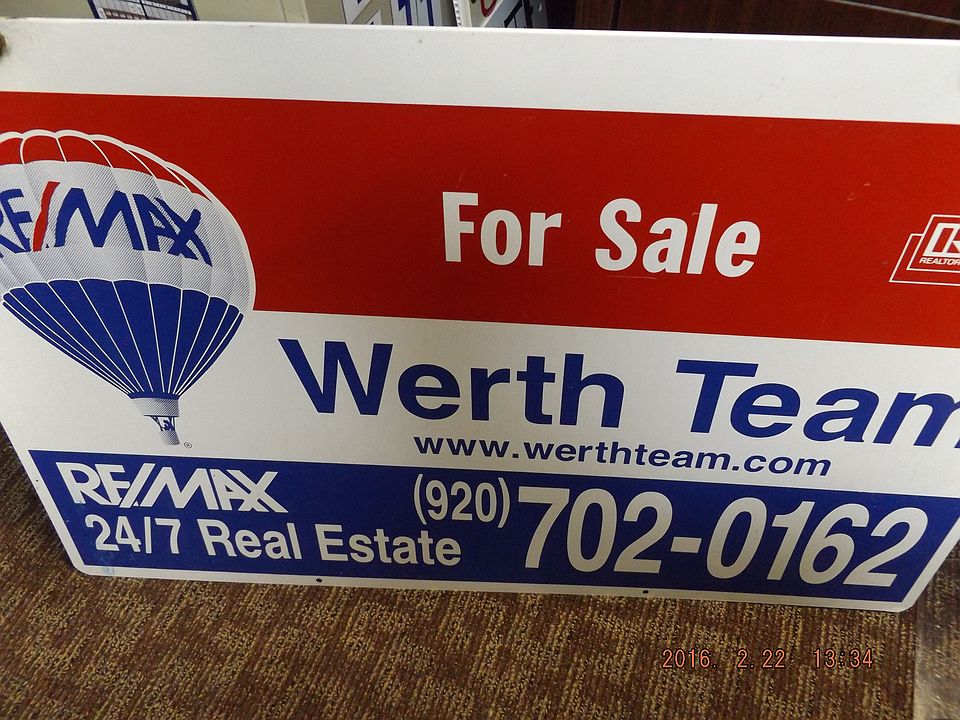 For Sale
RE/MAX
REALTOR
Werth Team
www.werthteam.com
RE/MAX
(920) 702-0162
24/7 Real Estate
2016. 2.22 13:34